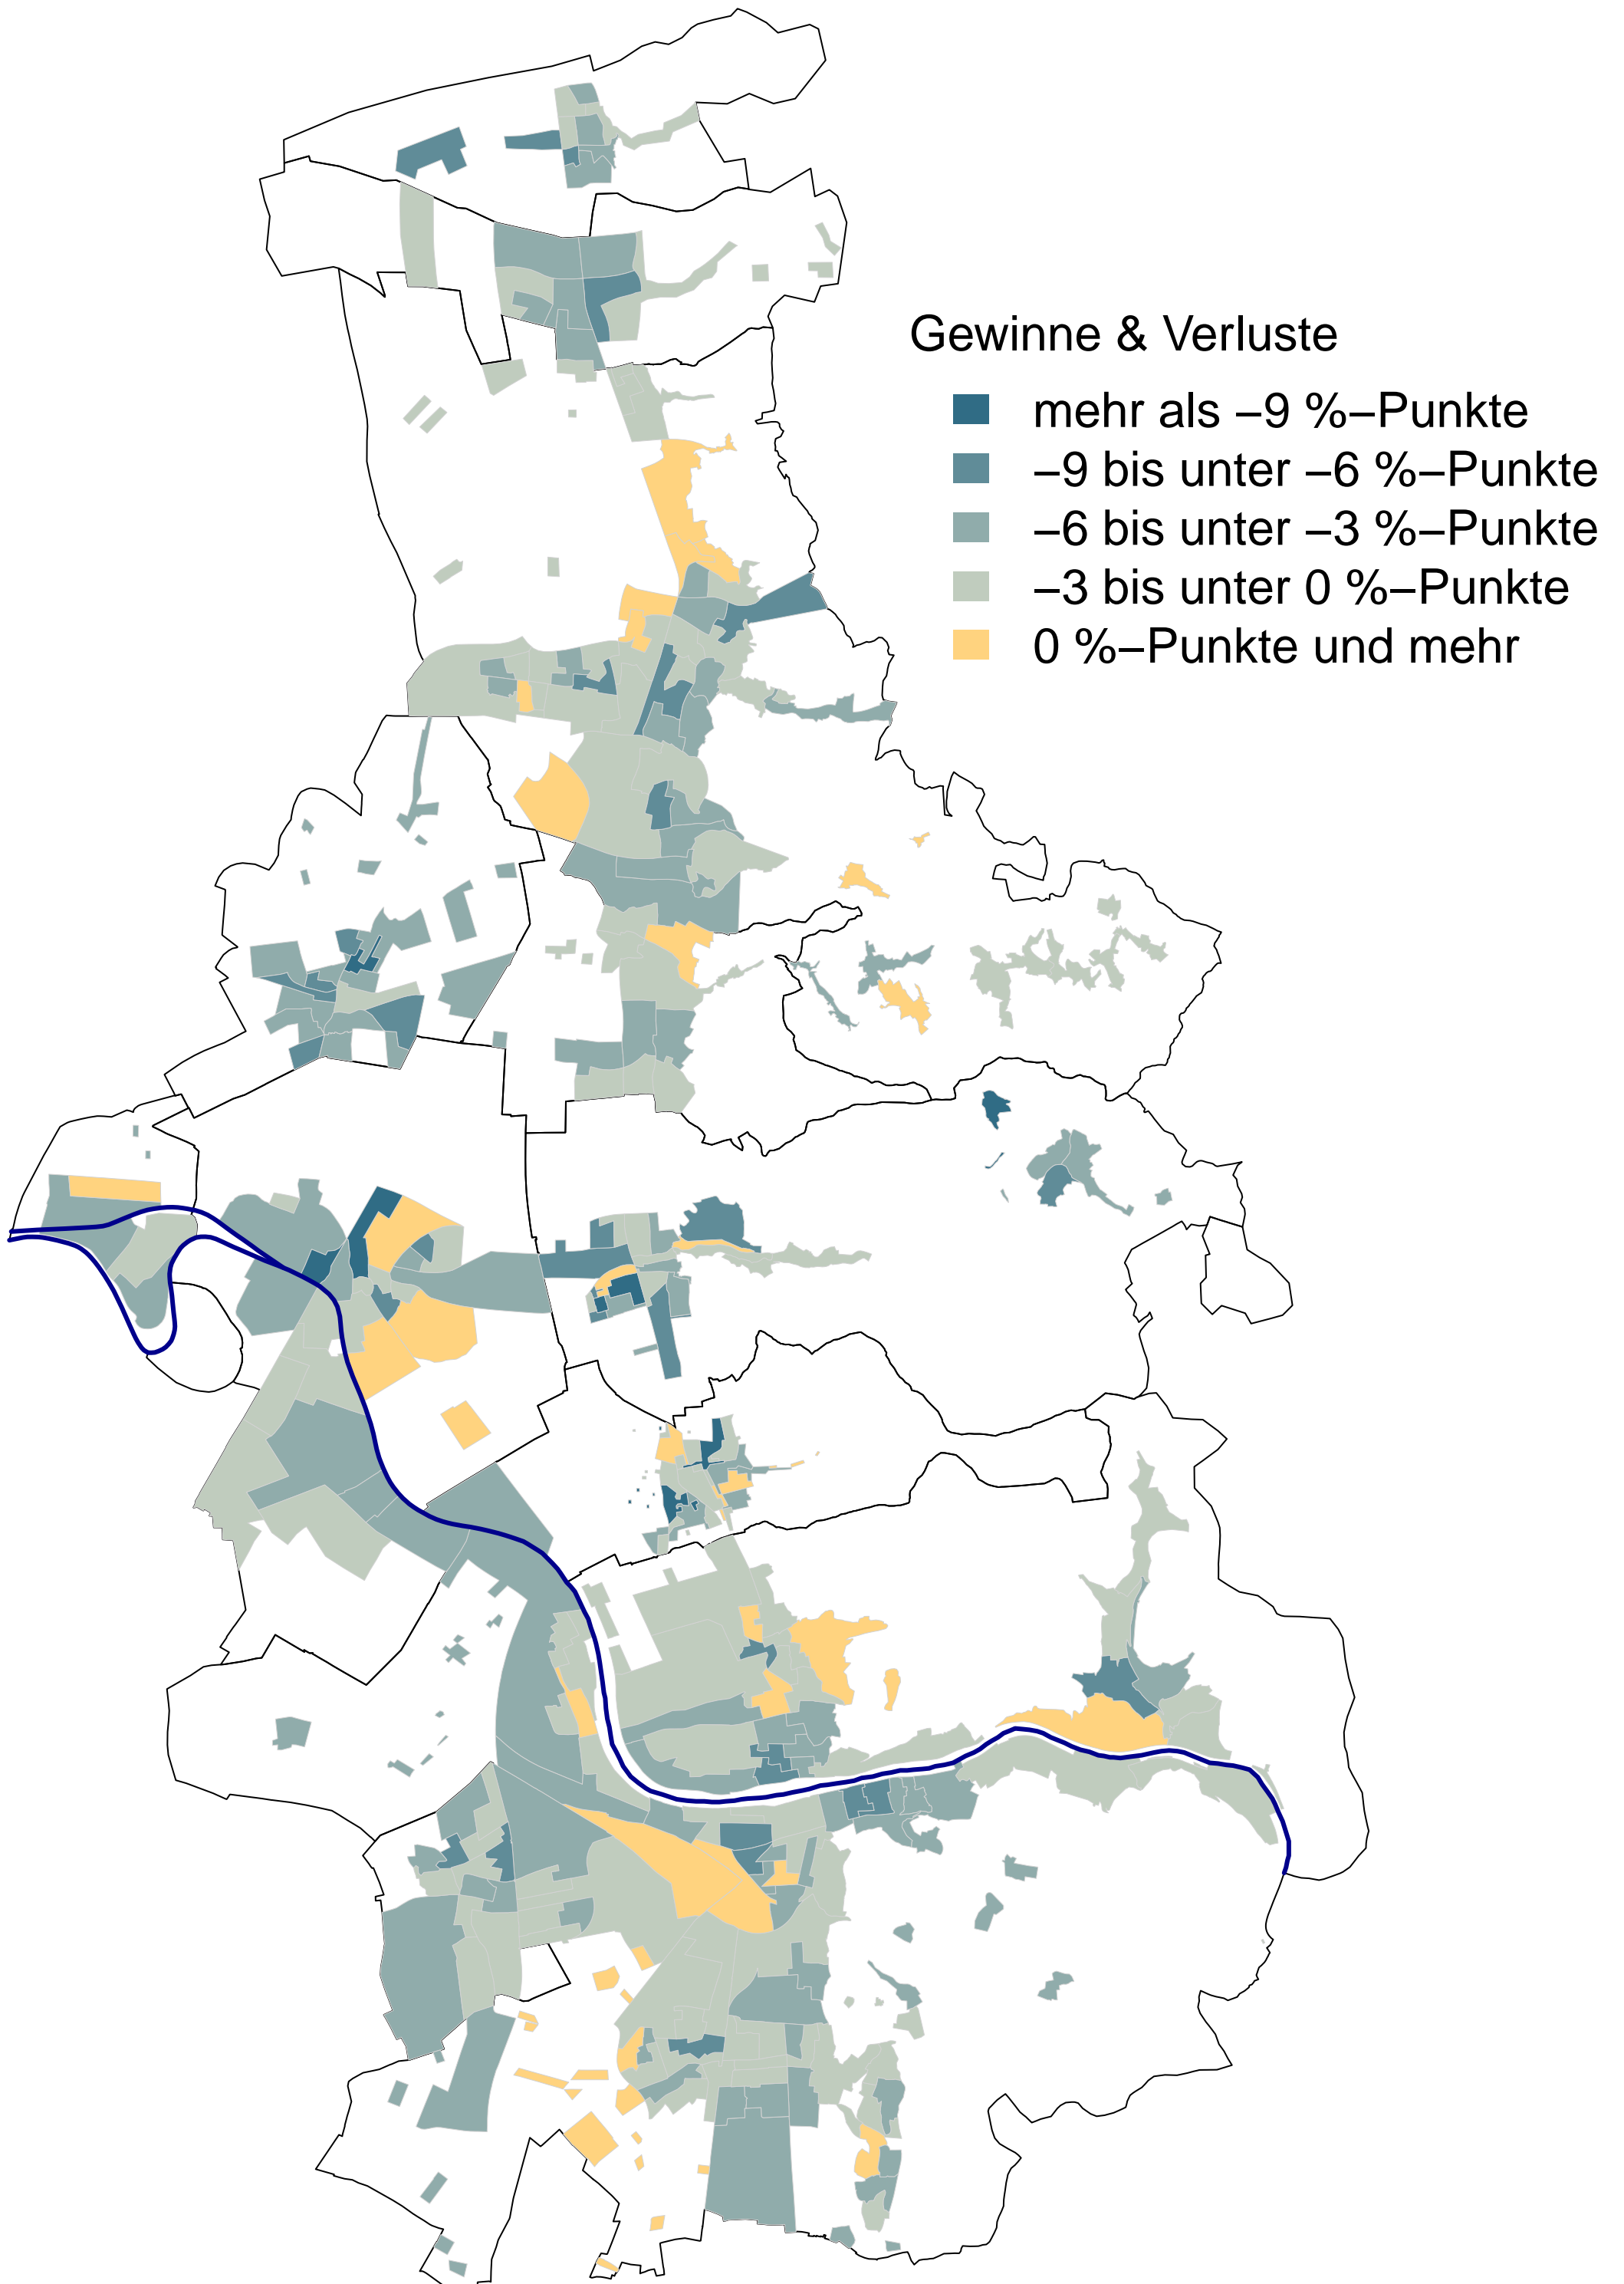 Gewinne & Verluste
mehr als –9 %–Punkte
–9 bis unter –6 %–Punkte
–6 bis unter –3 %–Punkte
–3 bis unter 0 %–Punkte
0 %–Punkte und mehr